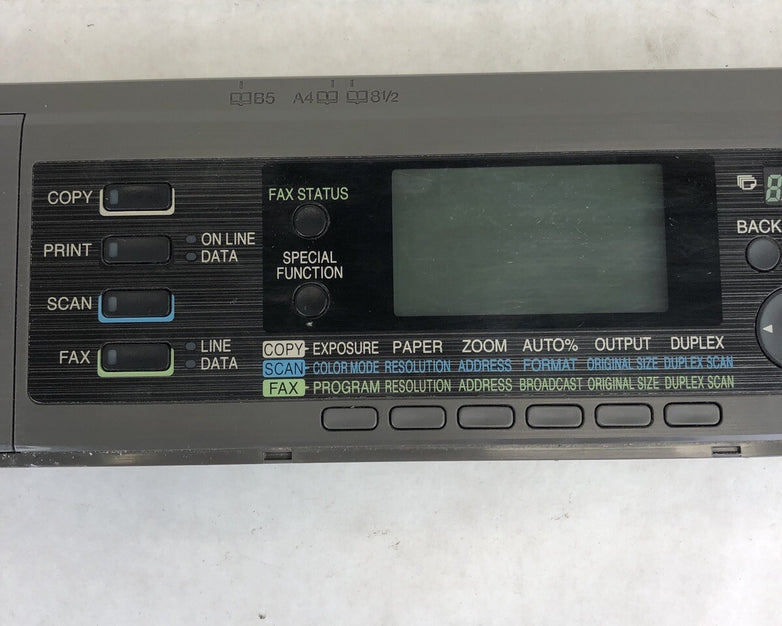 B5 A4 8½
COPY
PRINT
ON LINE
DATA
SCAN
FAX
LINE
DATA
FAX STATUS
SPECIAL
FUNCTION
BACK
COPY EXPOSURE PAPER ZOOM AUTO% OUTPUT DUPLEX
SCAN COLOR MODE RESOLUTION ADDRESS FORMAT ORIGINAL SIZE DUPLEX SCAN
FAX PROGRAM RESOLUTION ADDRESS BROADCAST ORIGINAL SIZE DUPLEX SCAN